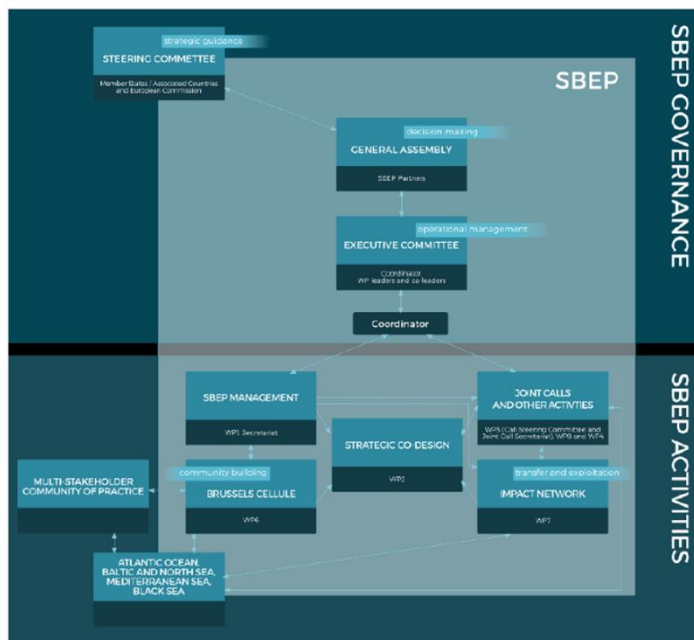 SBEP GOVERNANCE
strategic guidance
STEERING COMMITTEE
Member States / Associated Countries
and European Commission
SBEP
decision-making
GENERAL ASSEMBLY
SBEP Partners
operational management
EXECUTIVE COMMITTEE
Coordinator
WP leaders and co-leaders
Coordinator
SBEP ACTIVITIES
SBEP MANAGEMENT
WP1 Secretariat
JOINT CALLS
AND OTHER ACTIVTIES
WP5 (Call Steering Committee and
Joint Call Secretariat), WP3 and WP4
STRATEGIC CO-DESIGN
WP2
community building
BRUSSELS CELLULE
WP6
transfer and exploitation
IMPACT NETWORK
WP7
MULTI-STAKEHOLDER
COMMUNITY OF PRACTICE
ATLANTIC OCEAN,
BALTIC AND NORTH SEA,
MEDITERRANEAN SEA,
BLACK SEA